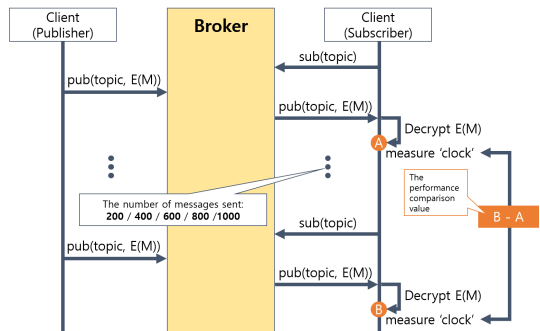 Client
(Publisher)
Broker
Client
(Subscriber)
sub(topic)
pub(topic, E(M))
pub(topic, E(M))
Decrypt E(M)
A
measure ‘clock’
The
performance
comparison
value
The number of messages sent:
200 / 400 / 600 / 800 /1000
B - A
sub(topic)
pub(topic, E(M))
pub(topic, E(M))
Decrypt E(M)
B
measure ‘clock’